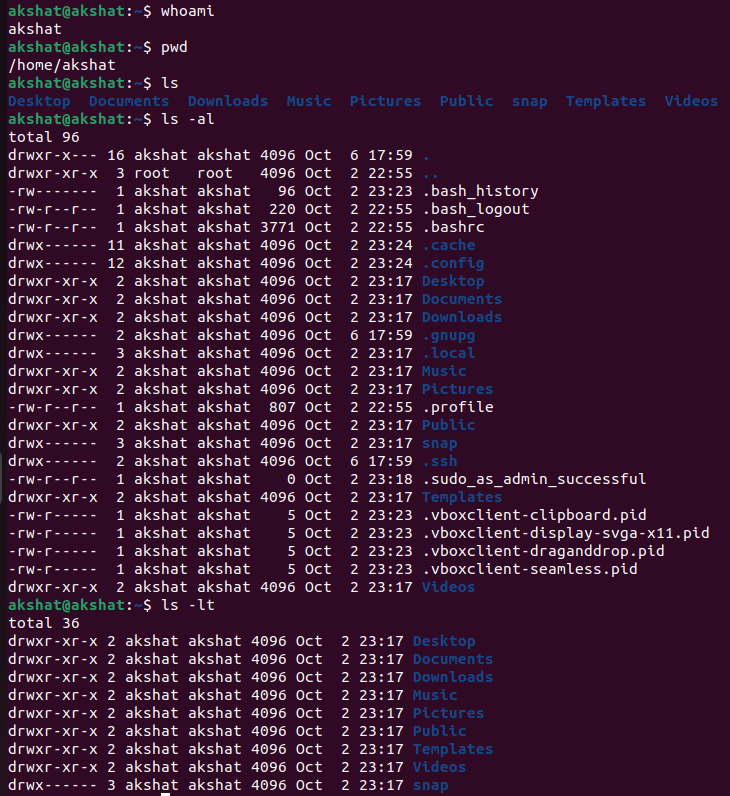 akshat@akshat:~$ whoami
akshat
akshat@akshat:~$ pwd
/home/akshat
akshat@akshat:~$ ls
Desktop  Documents  Downloads  Music  Pictures  Public  snap  Templates  Videos
akshat@akshat:~$ ls -al
total 96
drwxr-x--- 16 akshat akshat 4096 Oct  6 17:59 .
drwxr-xr-x  3 root   root   4096 Oct  2 22:55 ..
-rw-------  1 akshat akshat   96 Oct  2 23:23 .bash_history
-rw-r--r--  1 akshat akshat  220 Oct  2 22:55 .bash_logout
-rw-r--r--  1 akshat akshat 3771 Oct  2 22:55 .bashrc
drwx------ 11 akshat akshat 4096 Oct  2 23:24 .cache
drwx------ 12 akshat akshat 4096 Oct  2 23:24 .config
drwxr-xr-x  2 akshat akshat 4096 Oct  2 23:17 Desktop
drwxr-xr-x  2 akshat akshat 4096 Oct  2 23:17 Documents
drwxr-xr-x  2 akshat akshat 4096 Oct  2 23:17 Downloads
drwx------  2 akshat akshat 4096 Oct  6 17:59 .gnupg
drwx------  3 akshat akshat 4096 Oct  2 23:17 .local
drwxr-xr-x  2 akshat akshat 4096 Oct  2 23:17 Music
drwxr-xr-x  2 akshat akshat 4096 Oct  2 23:17 Pictures
-rw-r--r--  1 akshat akshat  807 Oct  2 22:55 .profile
drwxr-xr-x  2 akshat akshat 4096 Oct  2 23:17 Public
drwx------  3 akshat akshat 4096 Oct  2 23:17 snap
drwx------  2 akshat akshat 4096 Oct  6 17:59 .ssh
-rw-r--r--  1 akshat akshat    0 Oct  2 23:18 .sudo_as_admin_successful
drwxr-xr-x  2 akshat akshat 4096 Oct  2 23:17 Templates
-rw-r-----  1 akshat akshat    5 Oct  2 23:23 .vboxclient-clipboard.pid
-rw-r-----  1 akshat akshat    5 Oct  2 23:23 .vboxclient-display-svga-x11.pid
-rw-r-----  1 akshat akshat    5 Oct  2 23:23 .vboxclient-draganddrop.pid
-rw-r-----  1 akshat akshat    5 Oct  2 23:23 .vboxclient-seamless.pid
drwxr-xr-x  2 akshat akshat 4096 Oct  2 23:17 Videos
akshat@akshat:~$ ls -lt
total 36
drwxr-xr-x 2 akshat akshat 4096 Oct  2 23:17 Desktop
drwxr-xr-x 2 akshat akshat 4096 Oct  2 23:17 Documents
drwxr-xr-x 2 akshat akshat 4096 Oct  2 23:17 Downloads
drwxr-xr-x 2 akshat akshat 4096 Oct  2 23:17 Music
drwxr-xr-x 2 akshat akshat 4096 Oct  2 23:17 Pictures
drwxr-xr-x 2 akshat akshat 4096 Oct  2 23:17 Public
drwxr-xr-x 2 akshat akshat 4096 Oct  2 23:17 Templates
drwxr-xr-x 2 akshat akshat 4096 Oct  2 23:17 Videos
drwx------ 3 akshat akshat 4096 Oct  2 23:17 snap